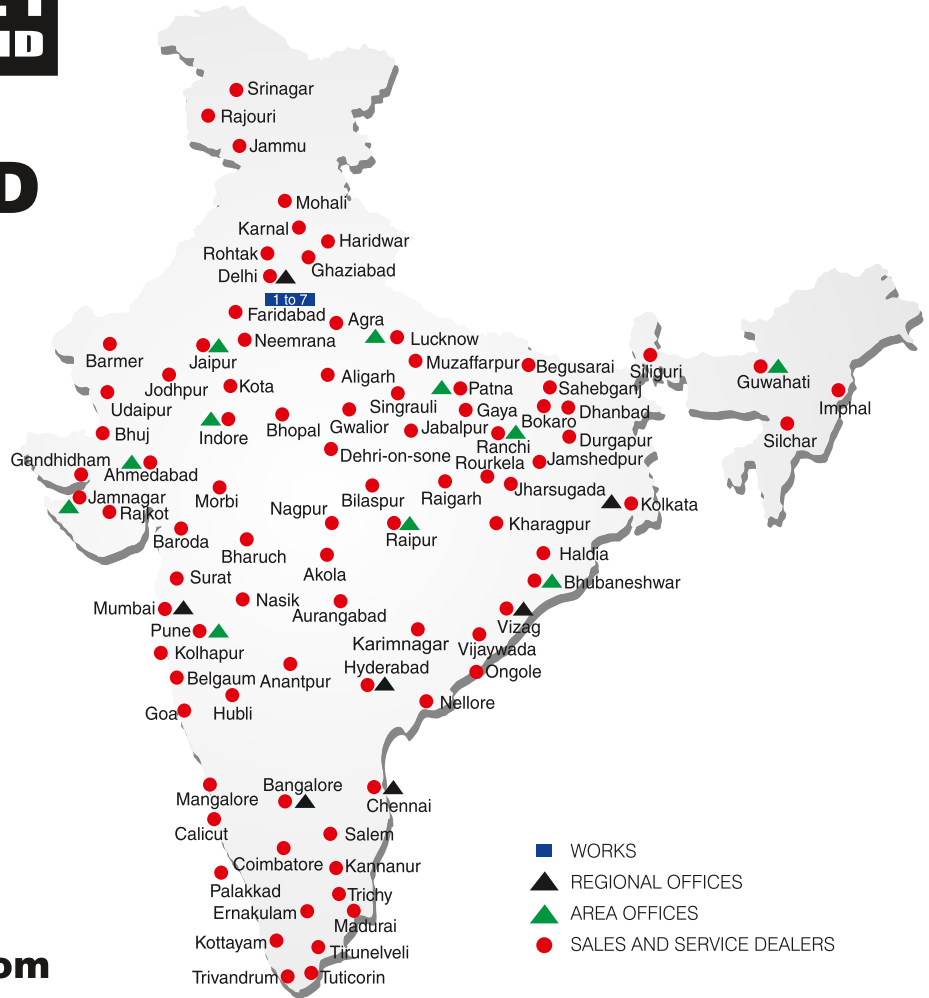 D
Srinagar
Rajouri
Jammu
Mohali
Karnal
Haridwar
Rohtak
Ghaziabad
Delhi
1 to 7
Faridabad
Agra
Neemrana
Lucknow
Barmer
Jaipur
Muzaffarpur
Begusarai
Siliguri
Guwahati
Jodhpur
Kota
Aligarh
Patna
Sahebganj
Imphal
Udaipur
Singrauli
Gaya
Bokaro
Dhanbad
Bhuj
Indore
Bhopal
Gwalior
Jabalpur
Ranchi
Durgapur
Silchar
Gandhidham
Ahmedabad
Dehri-on-sone
Rourkela
Jamshedpur
Jamnagar
Morbi
Bilaspur
Raigarh
Jharsugada
Kolkata
Rajkot
Nagpur
Baroda
Raipur
Kharagpur
Bharuch
Akola
Haldia
Surat
Bhubaneshwar
Mumbai
Nasik
Aurangabad
Vizag
Pune
Karimnagar
Vijaywada
Kolhapur
Hyderabad
Ongole
Belgaum
Anantpur
Nellore
Goa
Hubli
Mangalore
Bangalore
Chennai
Calicut
Salem
Coimbatore
Kannanur
Palakkad
Trichy
Ernakulam
Madurai
Kottayam
Tirunelveli
Trivandrum
Tuticorin
WORKS
REGIONAL OFFICES
AREA OFFICES
SALES AND SERVICE DEALERS
om